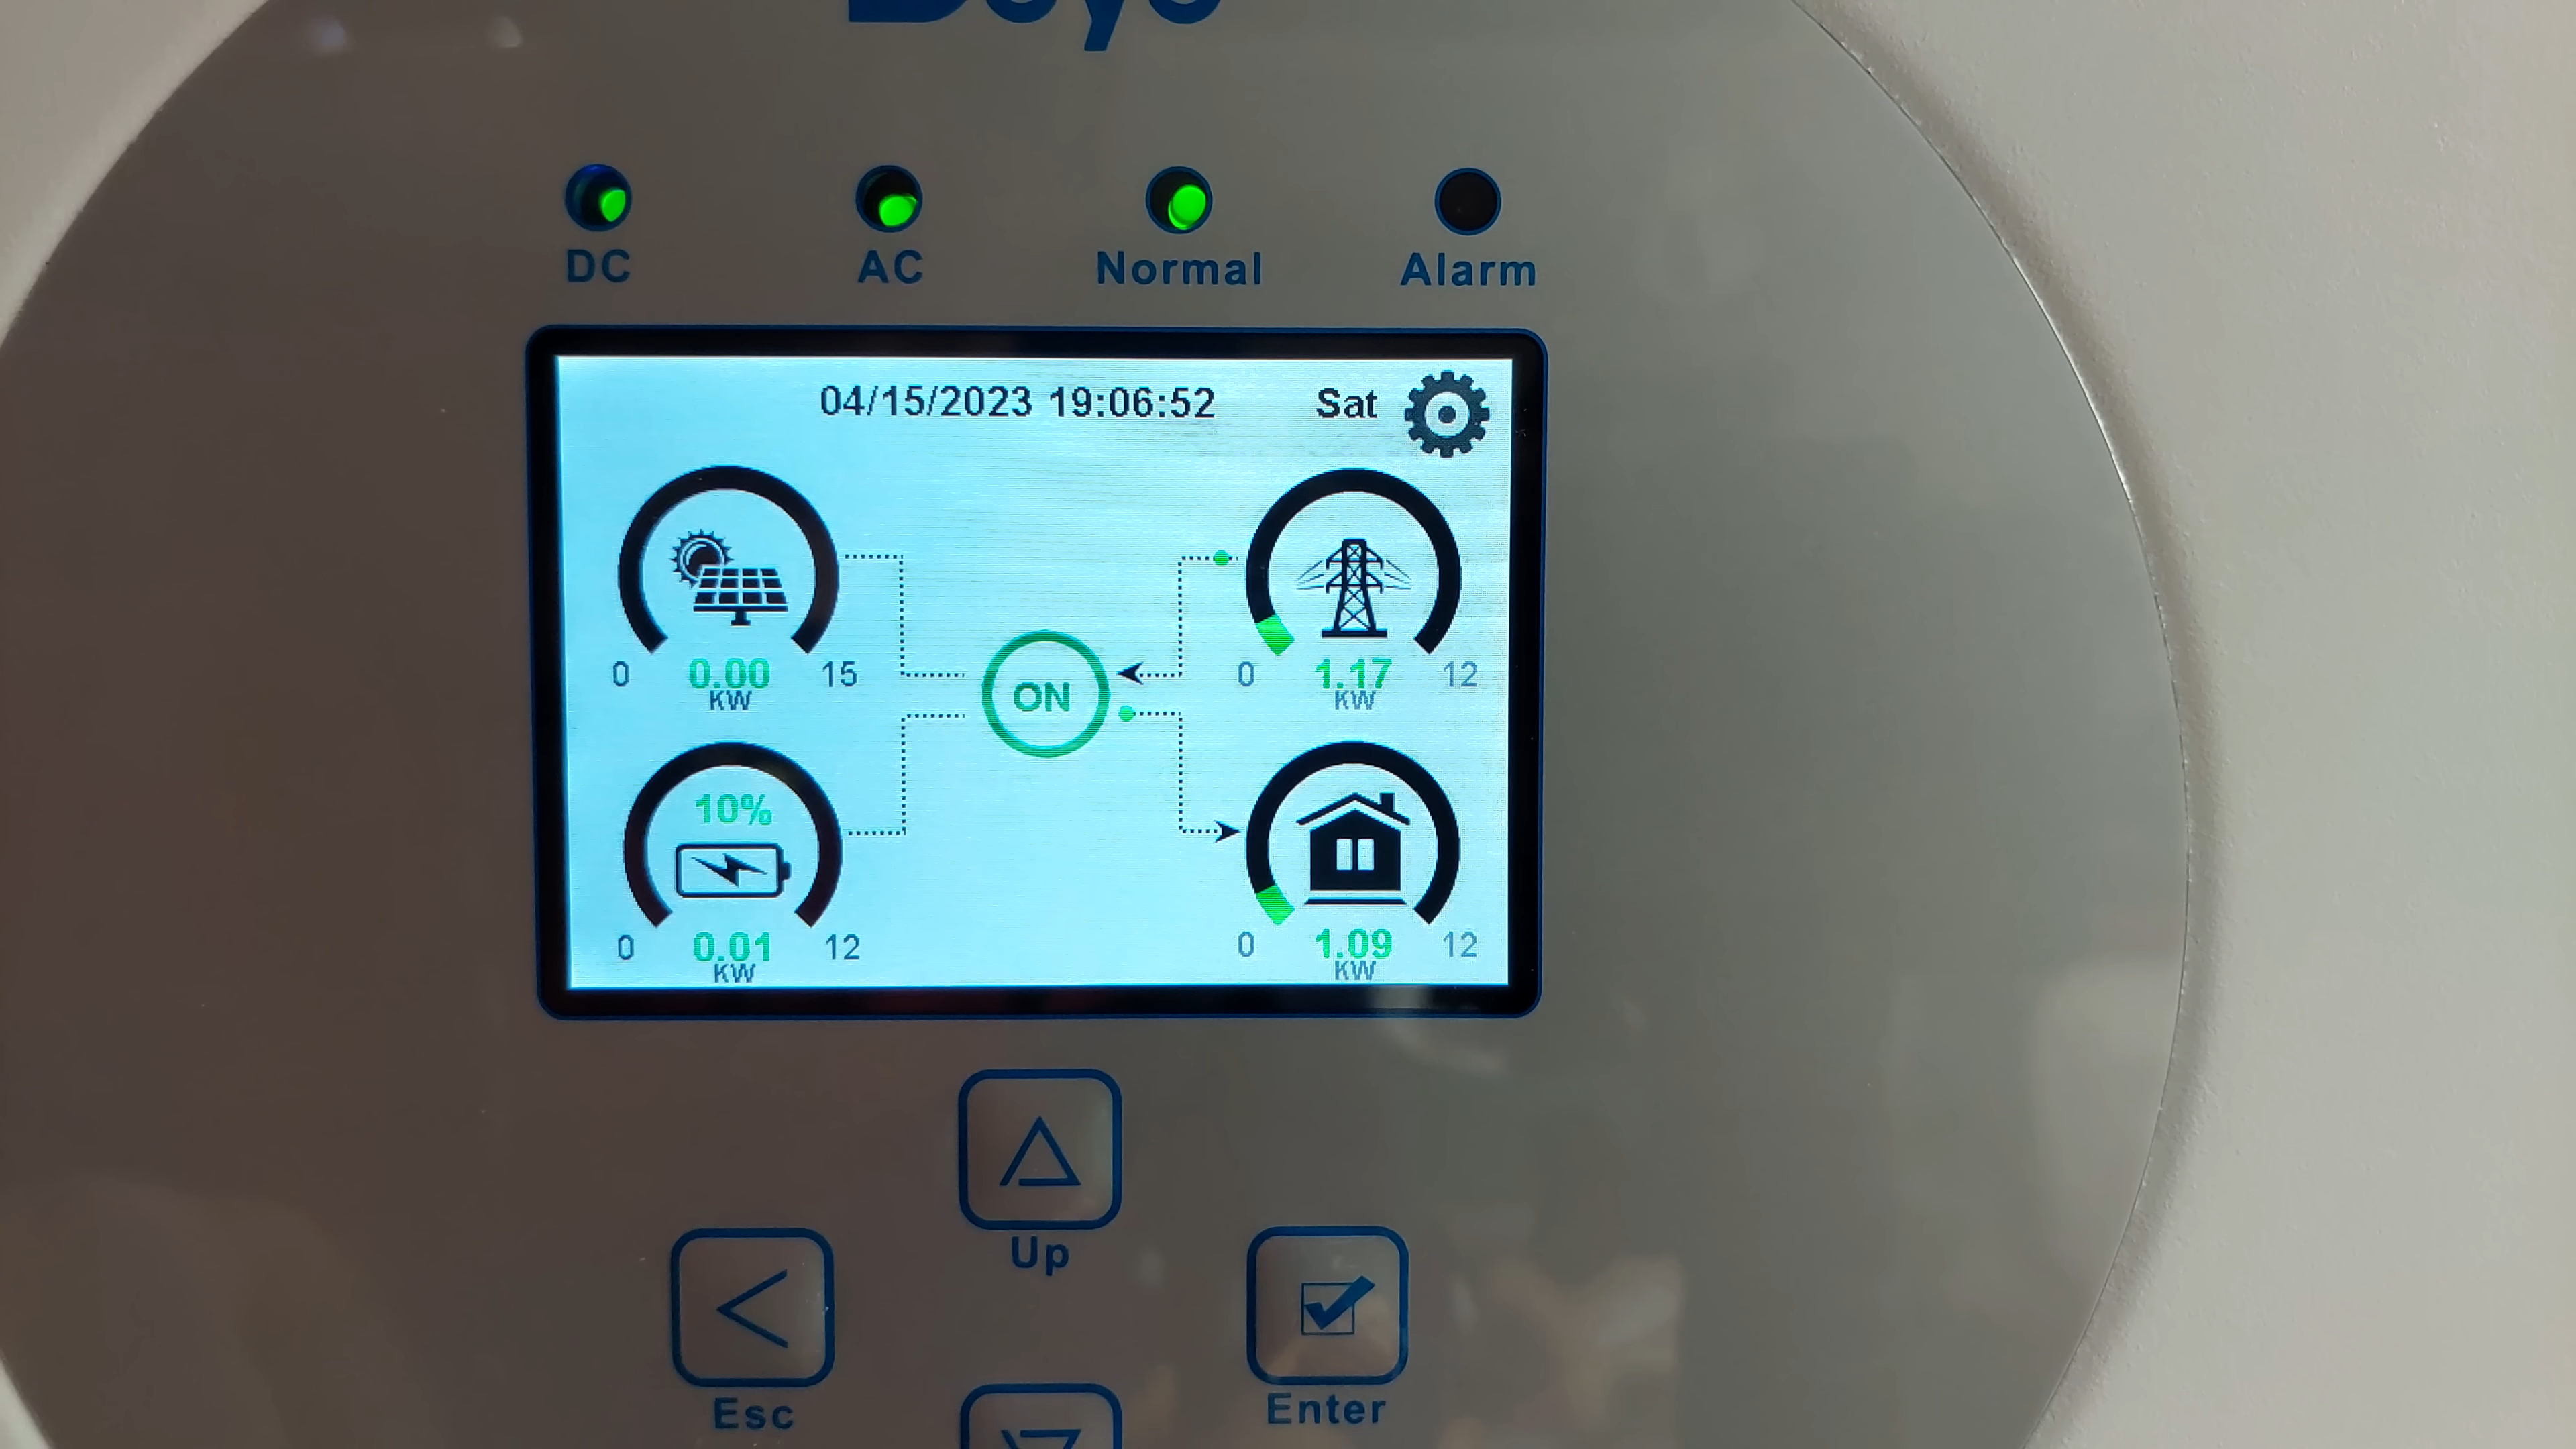 Deye
DC AC Normal Alarm
04/15/2023 19:06:52 Sat
0 0.00 15
KW
0 1.17 12
KW
ON
10%
0 0.01 12
KW
0 1.09 12
KW
Up
Esc
Enter